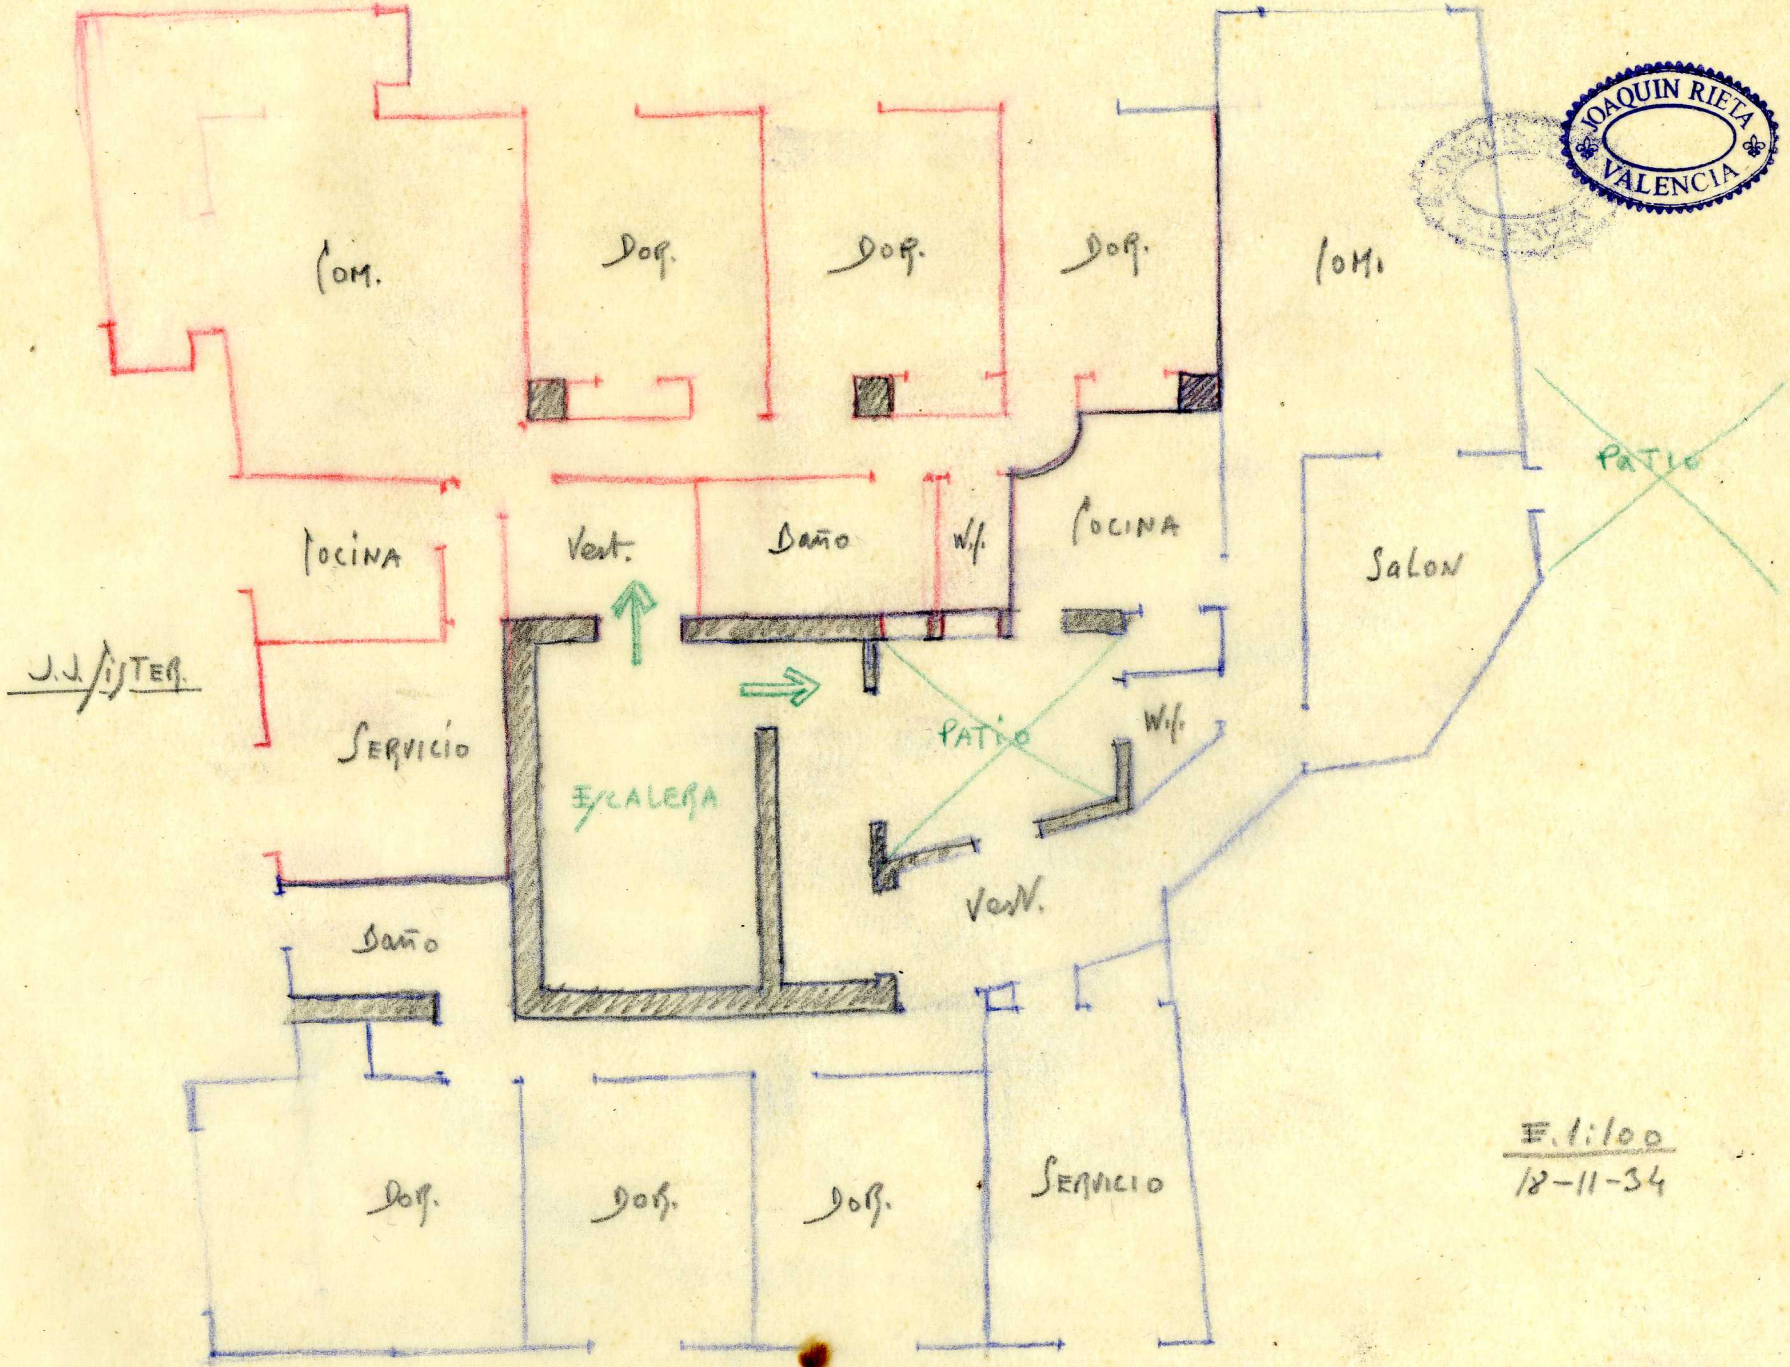 JOAQUIN RIETA
VALENCIA
COM.
DOR.
DOR.
DOR.
COM.
PATIO
COCINA
Vest.
Baño
W.C.
COCINA
SALON
J.J. SISTER.
SERVICIO
ESCALERA
PATIO
W.C.
Baño
Vest.
DOR.
DOR.
DOR.
SERVICIO
E. 1:100
18-11-34